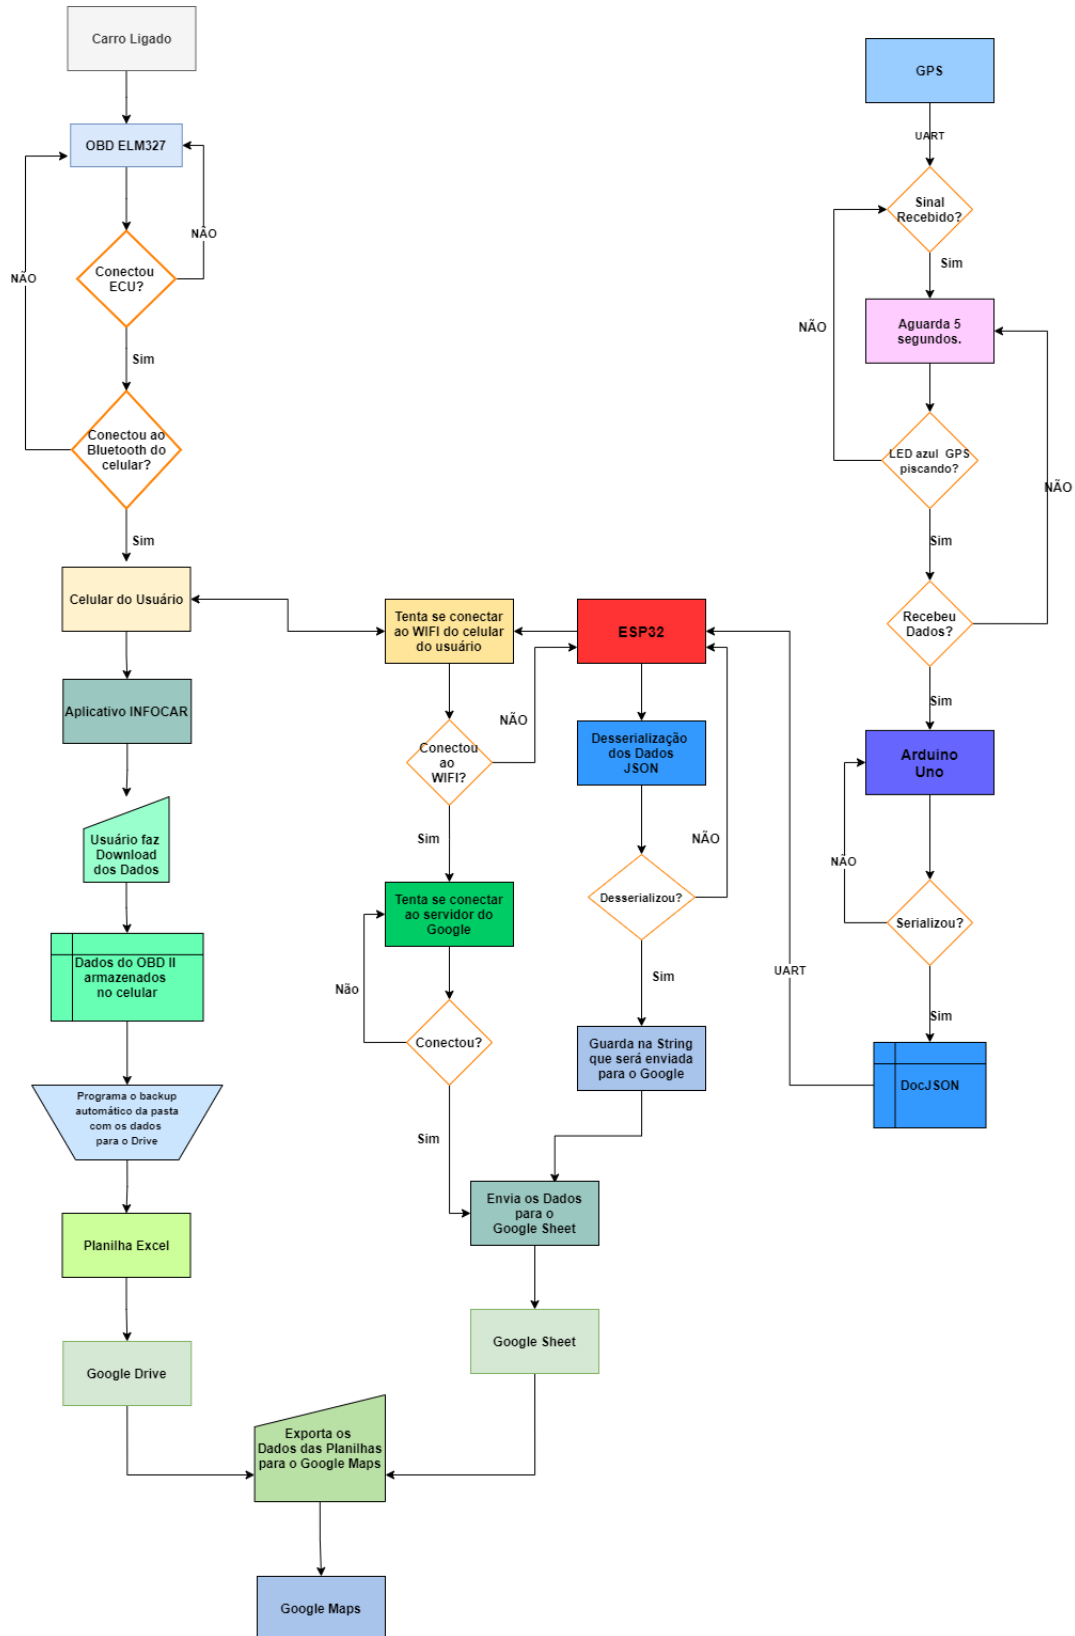 Carro Ligado
OBD ELM327
NÃO
NÃO
Conectou
ECU?
Sim
Conectou ao
Bluetooth do
celular?
Sim
Celular do Usuário
Aplicativo INFOCAR
Usuário faz
Download
dos Dados
Dados do OBD II
armazenados
no celular
Programa o backup
automático da pasta
com os dados
para o Drive
Planilha Excel
Google Drive
Tenta se conectar
ao WIFI do celular
do usuário
NÃO
Conectou
ao
WIFI?
Sim
Tenta se conectar
ao servidor do
Google
Não
Conectou?
Sim
ESP32
Desserialização
dos Dados
JSON
NÃO
Desserializou?
Sim
Guarda na String
que será enviada
para o Google
Envia os Dados
para o
Google Sheet
Google Sheet
Exporta os
Dados das Planilhas
para o Google Maps
Google Maps
GPS
UART
Sinal
Recebido?
Sim
Aguarda 5
segundos.
NÃO
LED azul GPS
piscando?
NÃO
Sim
Recebeu
Dados?
Sim
Arduino
Uno
NÃO
Serializou?
Sim
UART
DocJSON